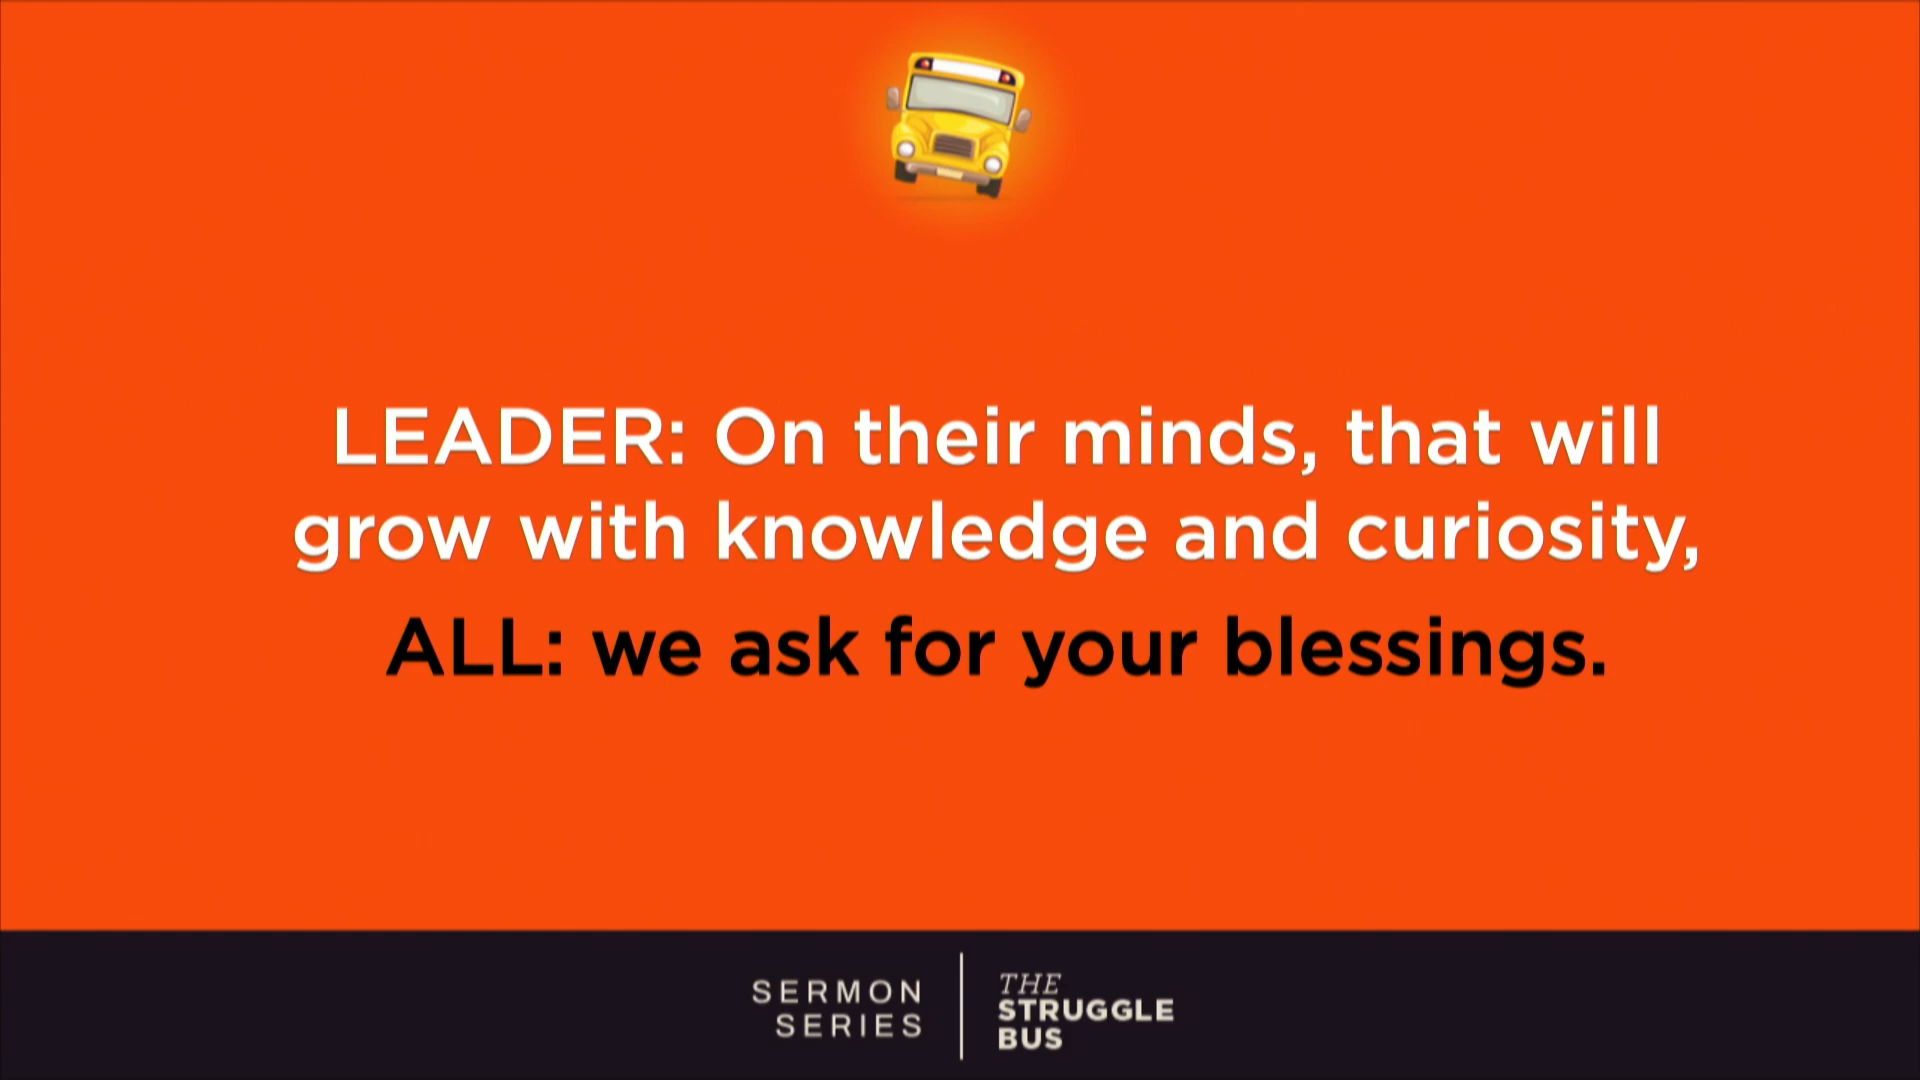 LEADER: On their minds, that will
grow with knowledge and curiosity,
ALL: we ask for your blessings.
SERMON
SERIES
THE
STRUGGLE
BUS